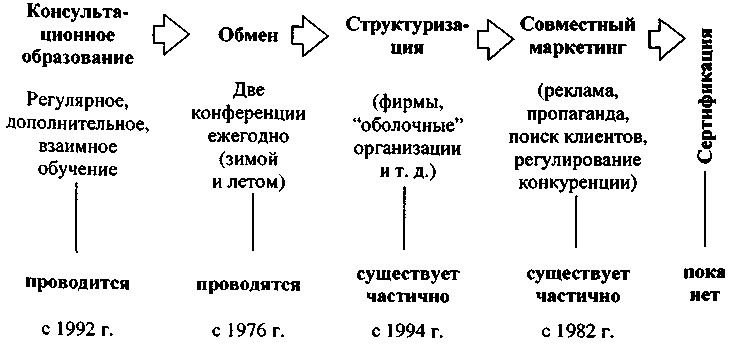 Консульта-
ционное
образование
Обмен
Структуриза-
ция
Совместный
маркетинг
Сертификация
Регулярное,
дополнительное,
взаимное
обучение
Две
конференции
ежегодно
(зимой
и летом)
(фирмы,
“оболочные”
организации
и т. д.)
(реклама,
пропаганда,
поиск клиентов,
регулирование
конкуренции)
проводится
проводятся
существует
частично
существует
частично
пока
нет
с 1992 г.
с 1976 г.
с 1994 г.
с 1982 г.